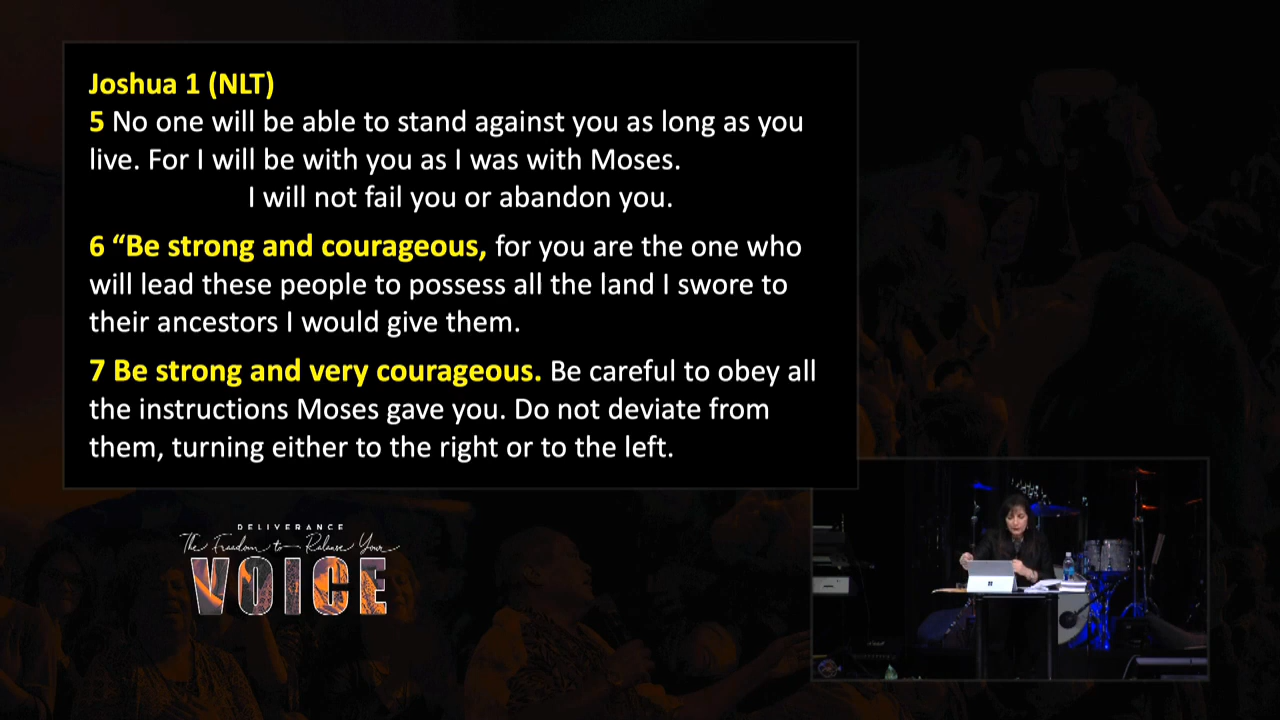 Joshua 1 (NLT)
5 No one will be able to stand against you as long as you
live. For I will be with you as I was with Moses.
I will not fail you or abandon you.
6 “Be strong and courageous, for you are the one who
will lead these people to possess all the land I swore to
their ancestors I would give them.
7 Be strong and very courageous. Be careful to obey all
the instructions Moses gave you. Do not deviate from
them, turning either to the right or to the left.
DELIVERANCE
The Freedom to Release Your
VOICE